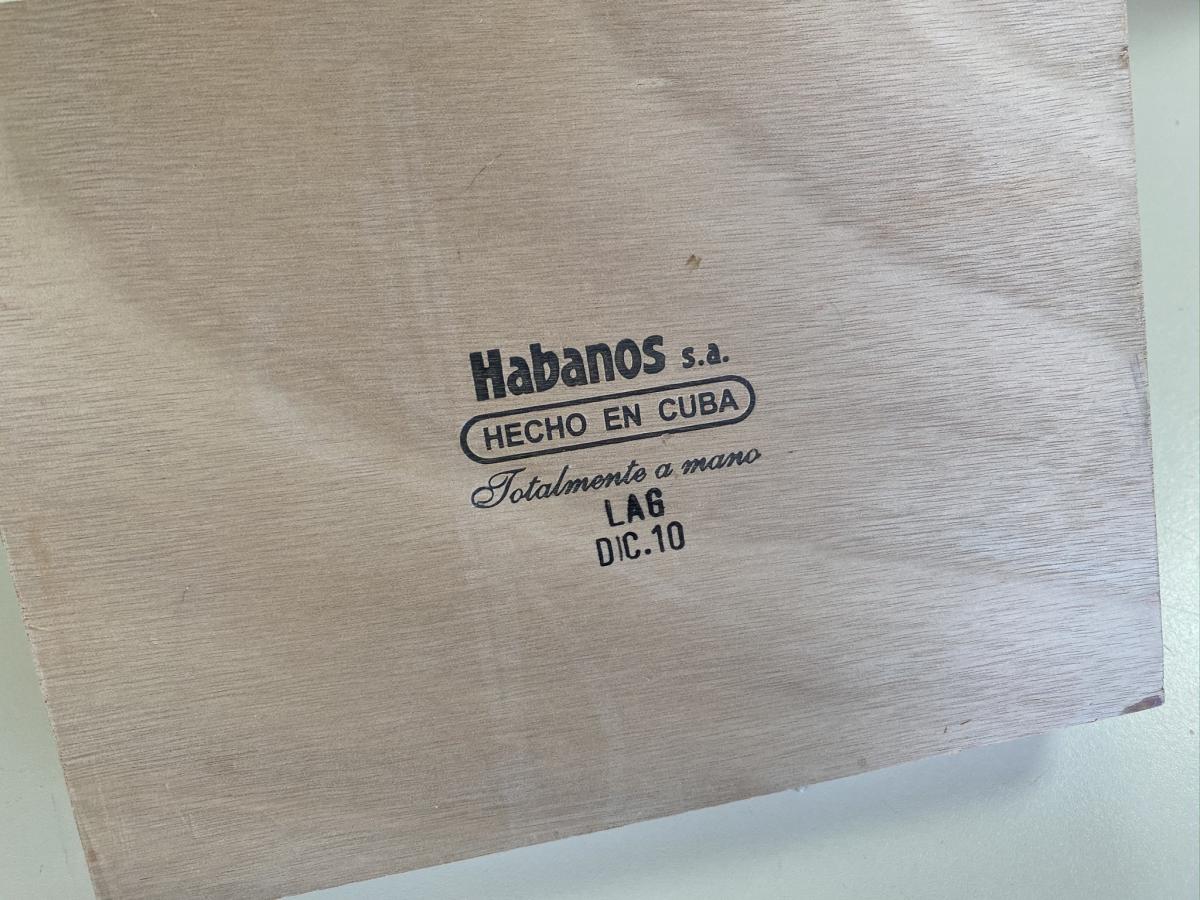 Habanos s.a.
HECHO EN CUBA
Totalmente a mano
LAG
DIC.10